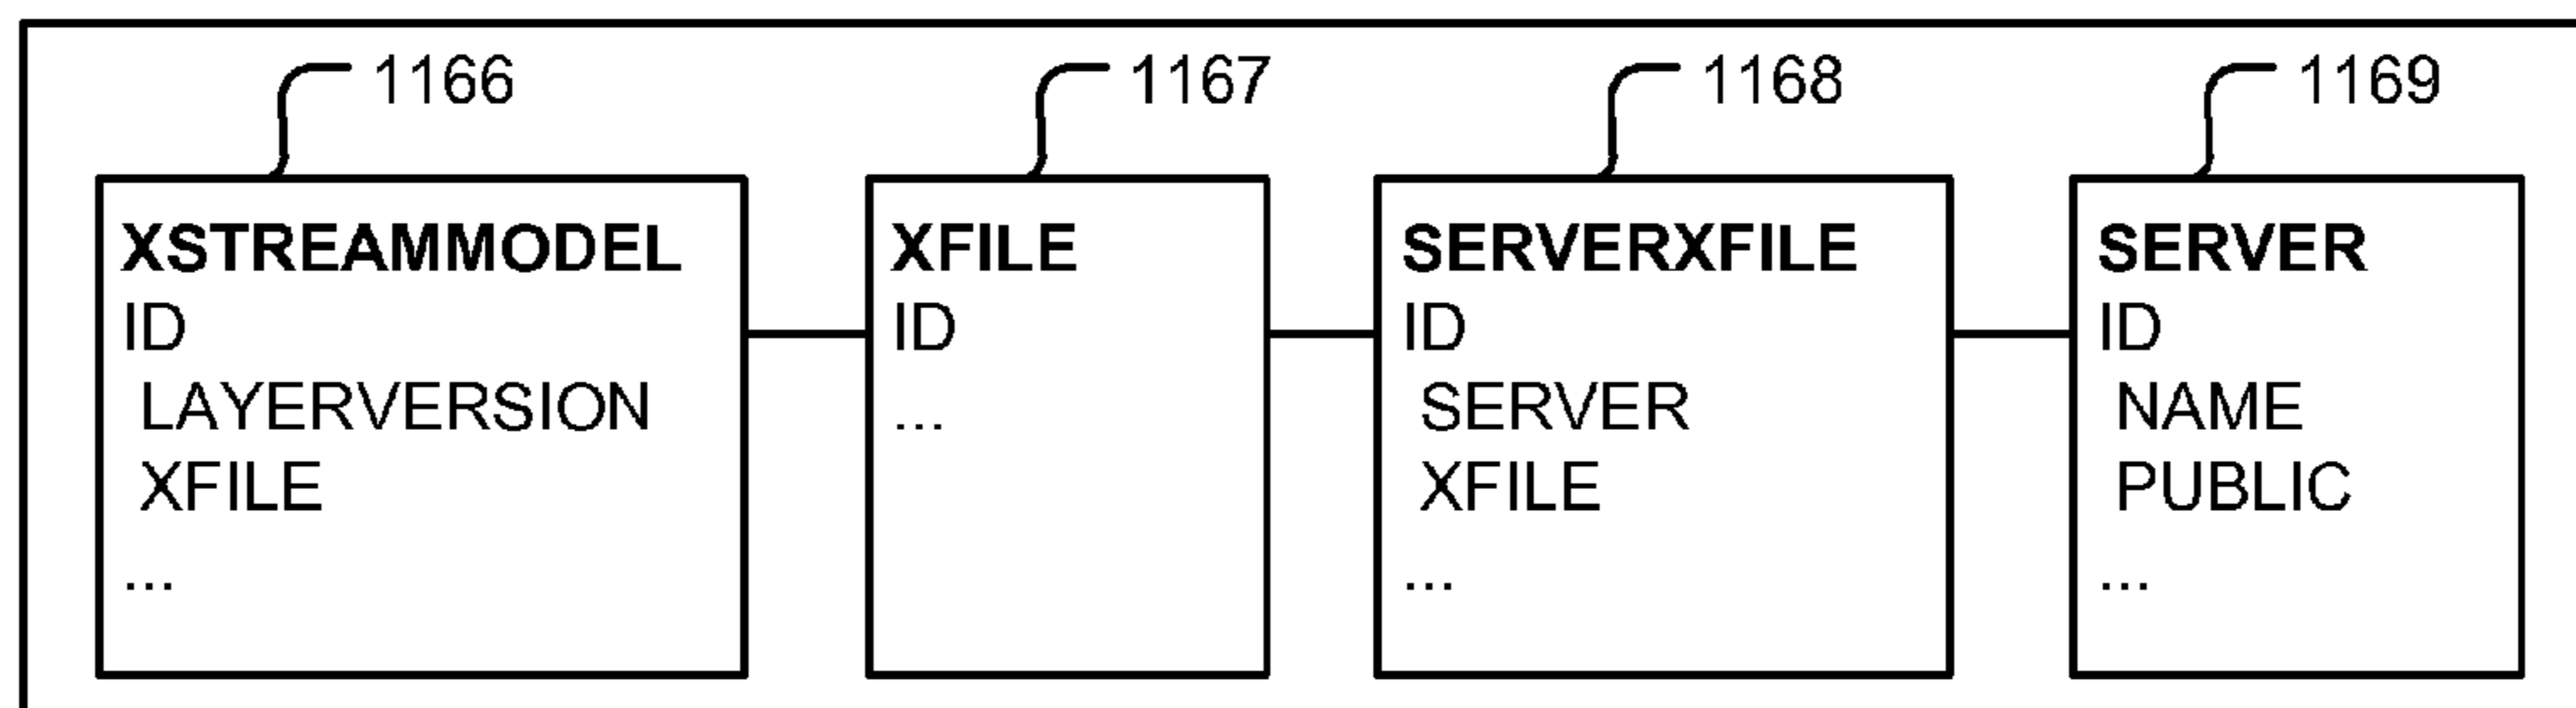 1166
1167
1168
1169
XSTREAMMODEL
ID
LAYERVERSION
XFILE
...
XFILE
ID
...
SERVERXFILE
ID
SERVER
XFILE
...
SERVER
ID
NAME
PUBLIC
...